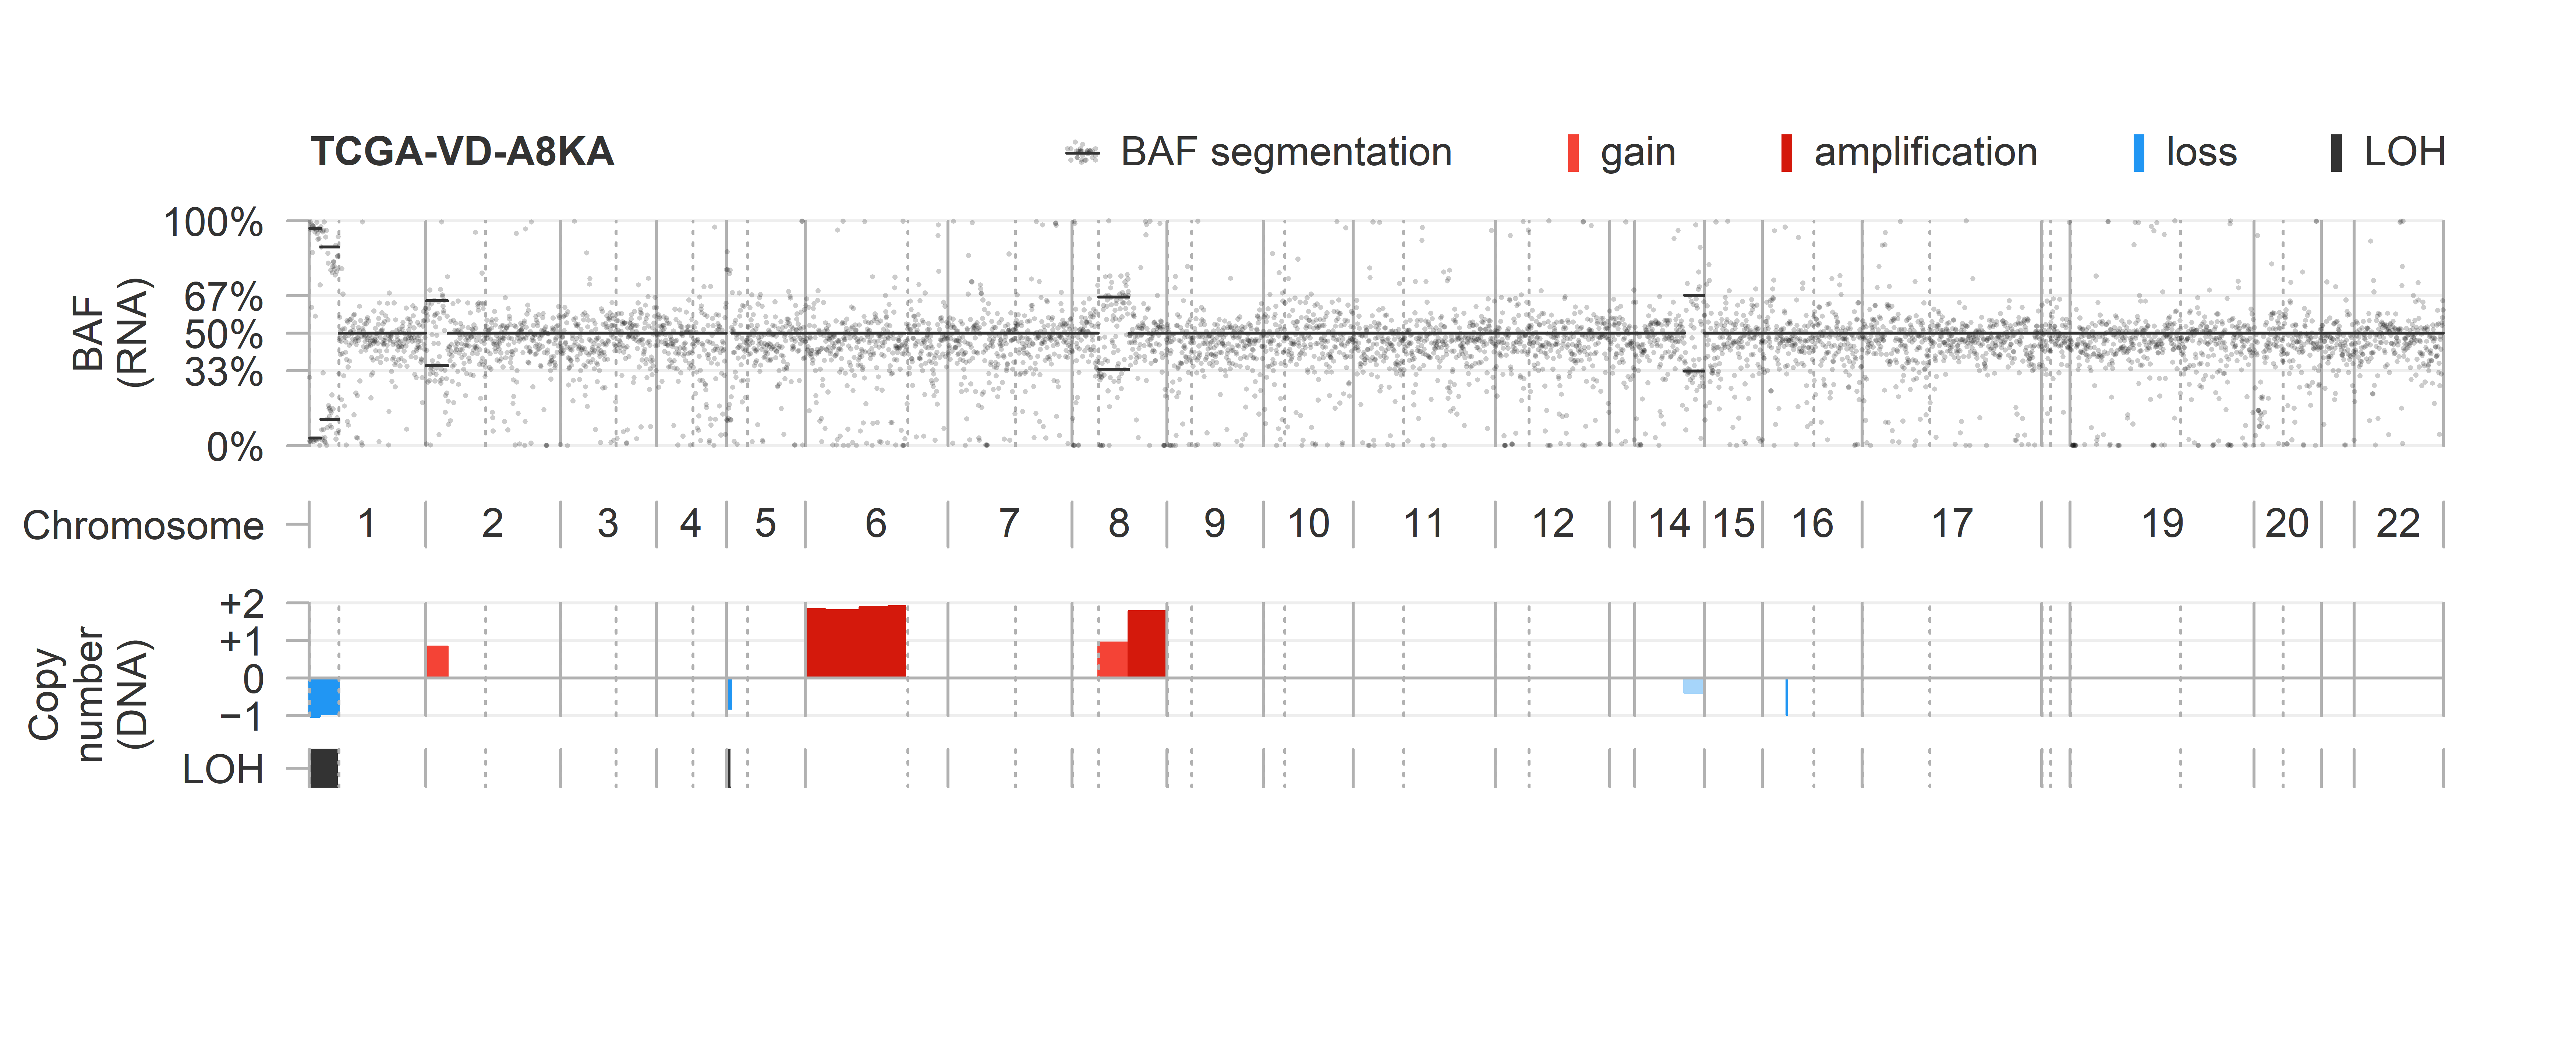 TCGA-VD-A8KA
BAF segmentation
gain
amplification
loss
LOH
BAF
(RNA)
100%
67%
50%
33%
0%
Chromosome
1 2 3 4 5 6 7 8 9 10 11 12 14 15 16 17 19 20 22
Copy
number
(DNA)
+2
+1
0
−1
LOH